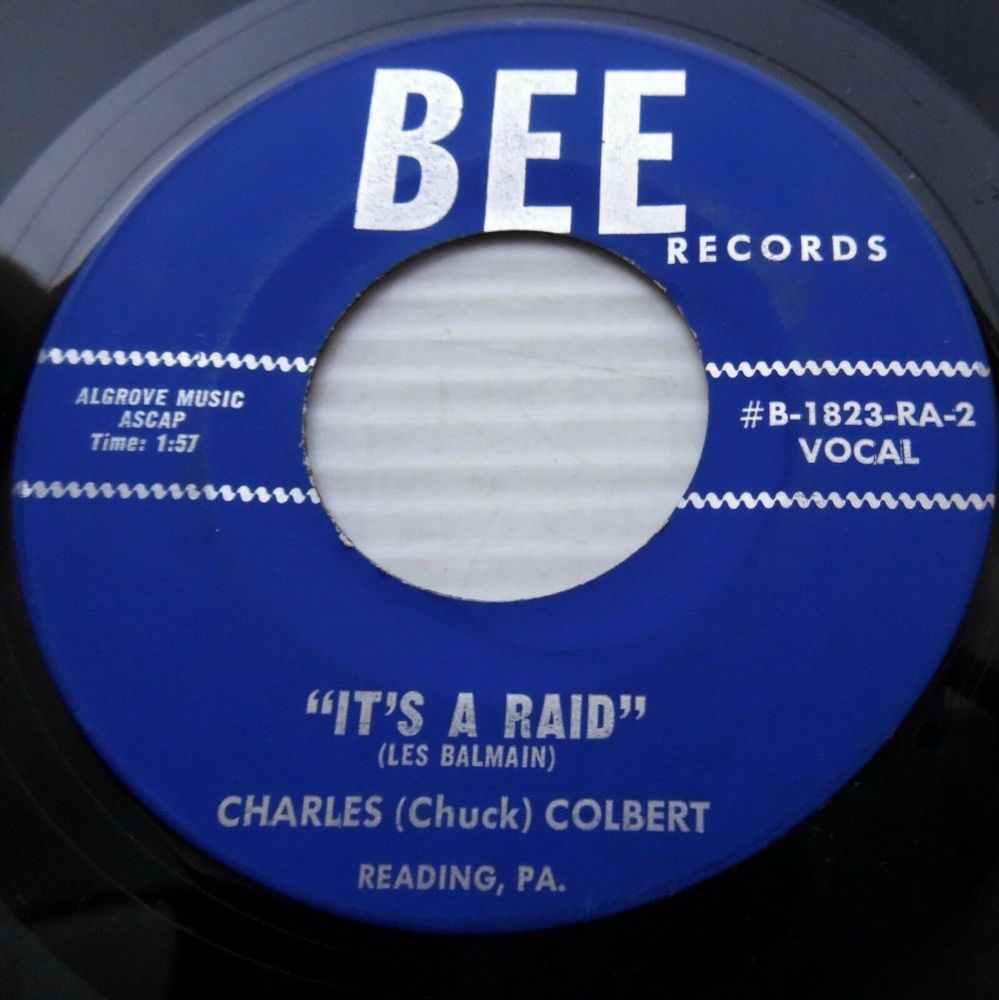 BEE
RECORDS
ALGROVE MUSIC
ASCAP
Time: 1:57
#B-1823-RA-2
VOCAL
"IT'S A RAID"
(LES BALMAIN)
CHARLES (Chuck) COLBERT
READING, PA.